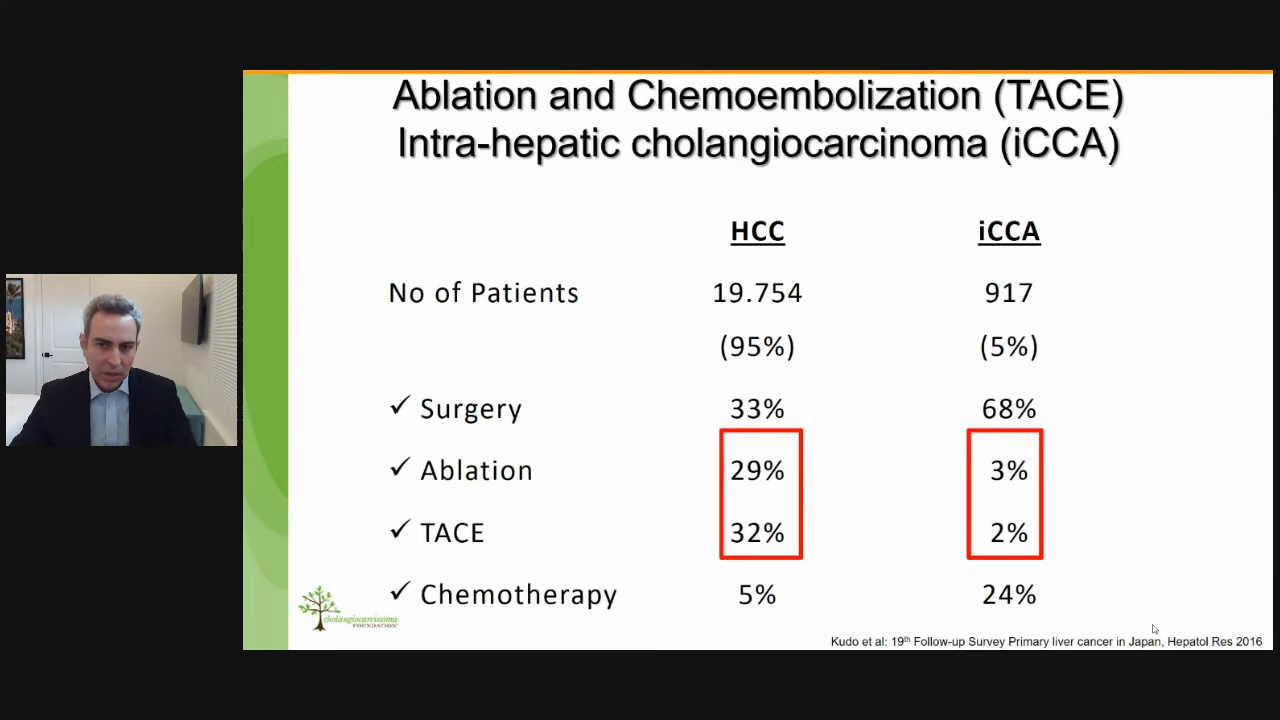 Ablation and Chemoembolization (TACE)
Intra-hepatic cholangiocarcinoma (iCCA)
HCC iCCA
No of Patients 19.754 917
(95%) (5%)
✓ Surgery 33% 68%
✓ Ablation 29% 3%
✓ TACE 32% 2%
✓ Chemotherapy 5% 24%
cholangiocarcinoma
FOUNDATION
Kudo et al: 19th Follow-up Survey Primary liver cancer in Japan, Hepatol Res 2016